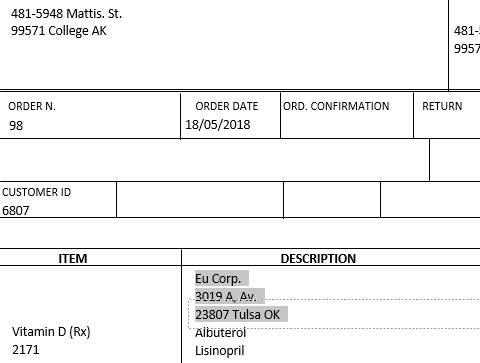 481-5948 Mattis. St.
99571 College AK
481-5
9957
ORDER N.
98
ORDER DATE
18/05/2018
ORD. CONFIRMATION
RETURN
CUSTOMER ID
6807
ITEM
DESCRIPTION
Eu Corp.
3019 A, Av.
23807 Tulsa OK
Vitamin D (Rx)
Albuterol
2171
Lisinopril